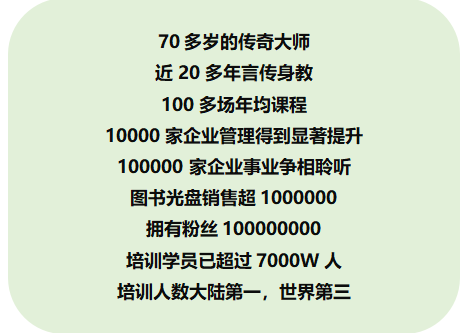 70 多岁的传奇大师
近 20 多年言传身教
100 多场年均课程
10000 家企业管理得到显著提升
100000 家企业事业争相聆听
图书光盘销售超 1000000
拥有粉丝 100000000
培训学员已超过 7000W 人
培训人数大陆第一，世界第三